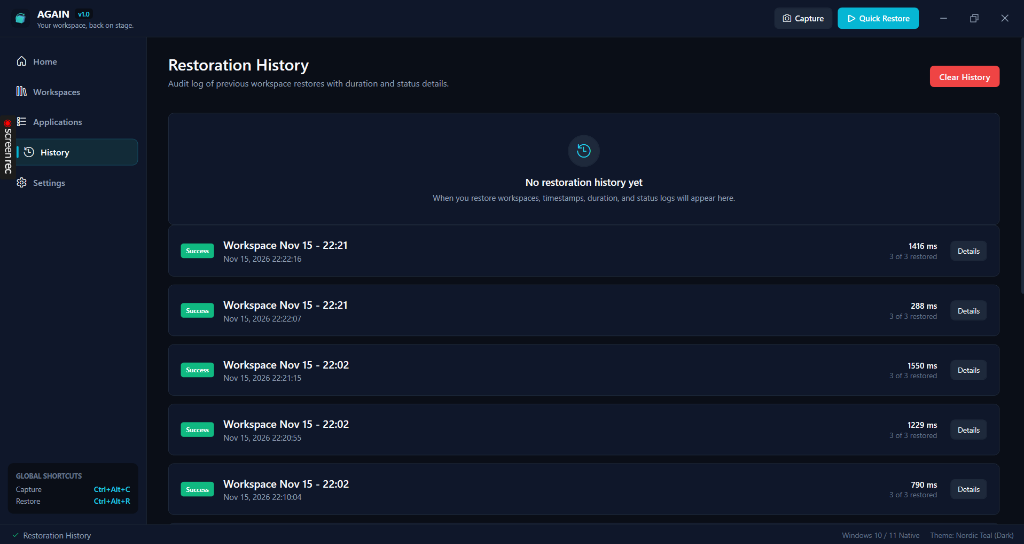 AGAIN v1.0
Your workspace, back on stage.
Capture
Quick Restore
Home
Workspaces
Applications
History
Settings
screenrec
GLOBAL SHORTCUTS
Capture Ctrl+Alt+C
Restore Ctrl+Alt+R
Restoration History
Audit log of previous workspace restores with duration and status details.
Clear History
No restoration history yet
When you restore workspaces, timestamps, duration, and status logs will appear here.
Success
Workspace Nov 15 - 22:21
Nov 15, 2026 22:22:16
1416 ms
3 of 3 restored
Details
Success
Workspace Nov 15 - 22:21
Nov 15, 2026 22:22:07
288 ms
3 of 3 restored
Details
Success
Workspace Nov 15 - 22:02
Nov 15, 2026 22:21:15
1550 ms
3 of 3 restored
Details
Success
Workspace Nov 15 - 22:02
Nov 15, 2026 22:20:55
1229 ms
3 of 3 restored
Details
Success
Workspace Nov 15 - 22:02
Nov 15, 2026 22:10:04
790 ms
3 of 3 restored
Details
Restoration History
Windows 10 / 11 Native
Theme: Nordic Teal (Dark)